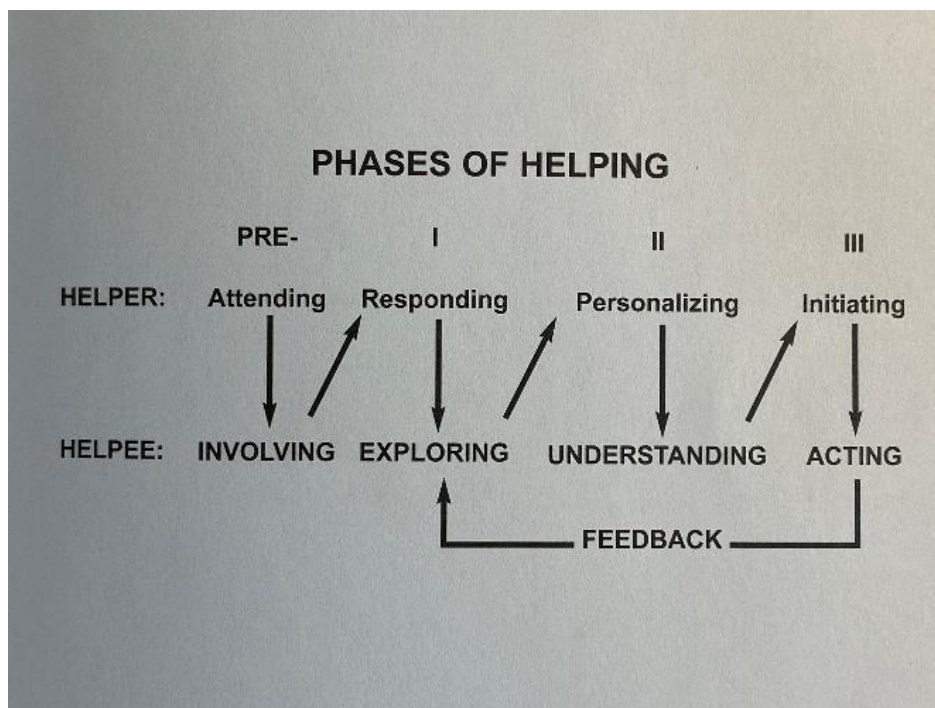 PHASES OF HELPING
PRE- I II III
HELPER: Attending Responding Personalizing Initiating
HELPEE: INVOLVING EXPLORING UNDERSTANDING ACTING
FEEDBACK